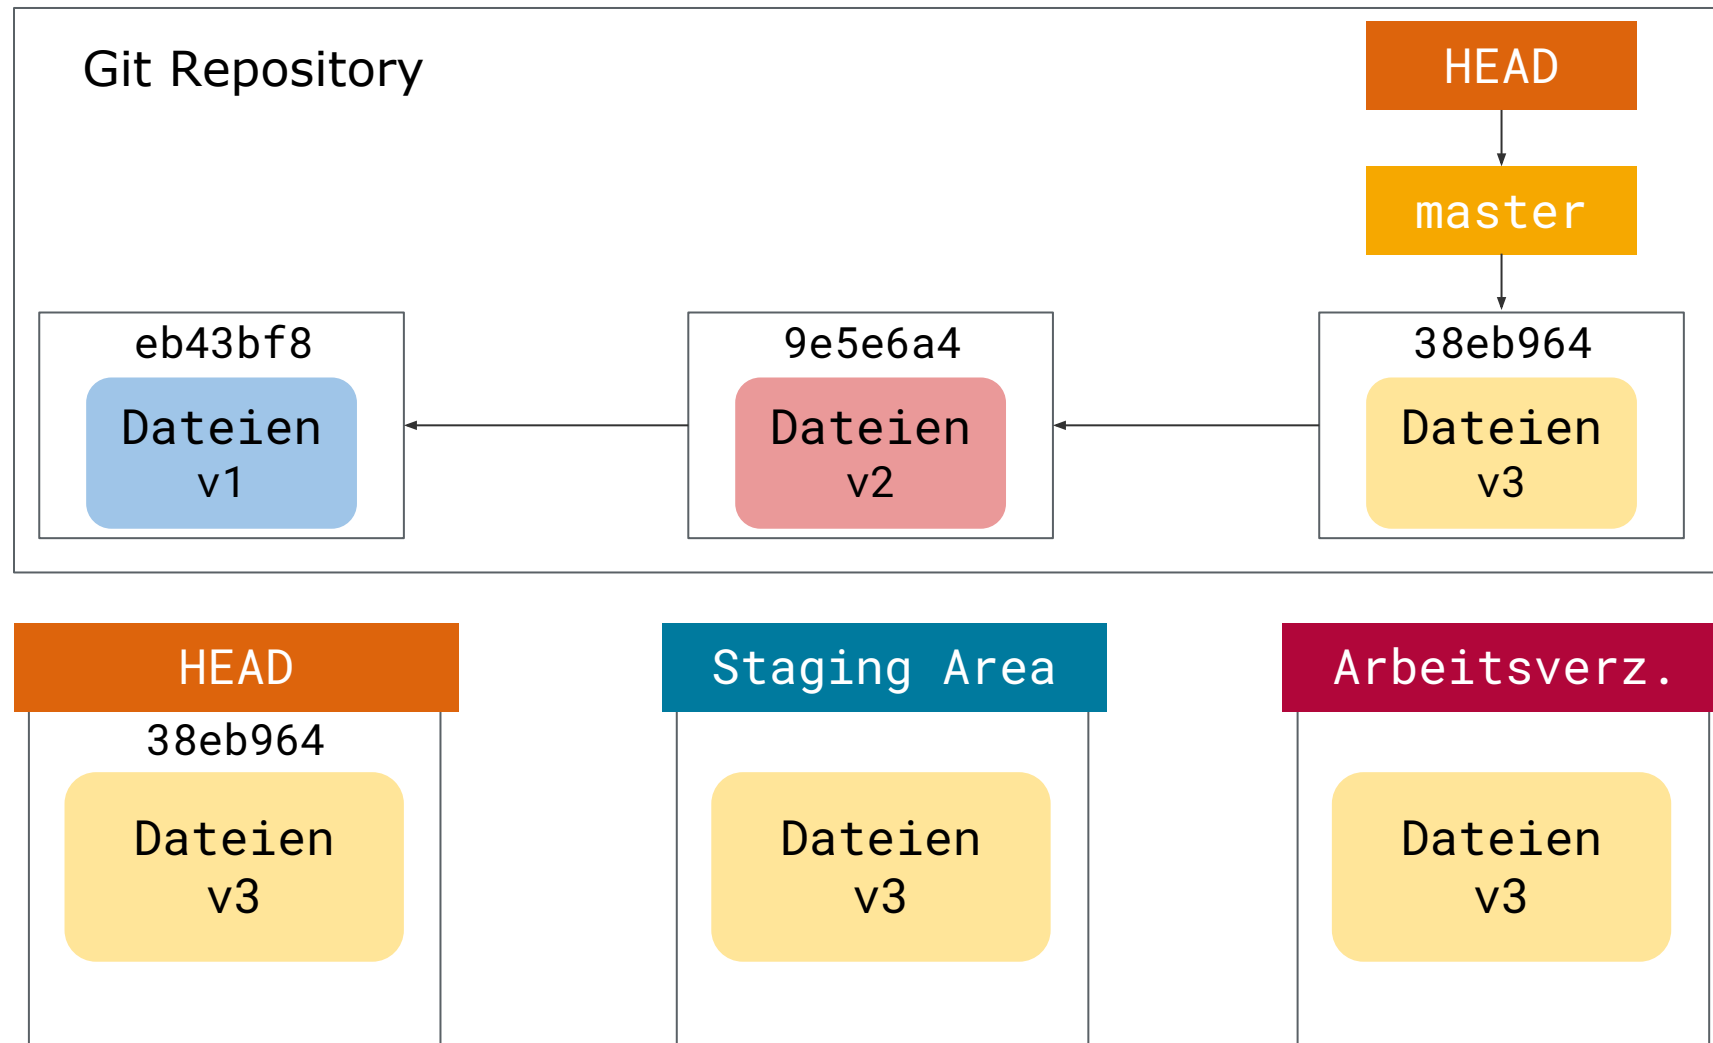 Git Repository
HEAD
master
eb43bf8
Dateien
v1
9e5e6a4
Dateien
v2
38eb964
Dateien
v3
HEAD
38eb964
Dateien
v3
Staging Area
Dateien
v3
Arbeitsverz.
Dateien
v3